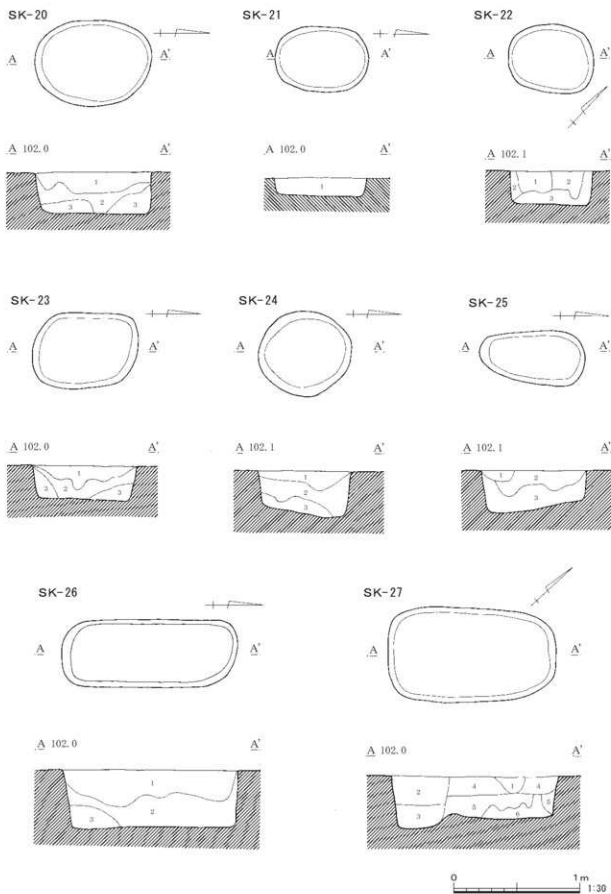 SK-20
SK-21
SK-22
A A'
A A'
A A'
A 102.0 A'
A 102.0 A'
A 102.1 A'
1
2
3 3
1
2 1 2
3
SK-23
SK-24
SK-25
A A'
A A'
A A'
A 102.0 A'
A 102.1 A'
A 102.1 A'
1
3 2 3
1
2
3
1 2
3
SK-26
SK-27
A A'
A A'
A 102.0 A'
A 102.0 A'
1
2
3
2 4 1 4
3 5 6 5
0 1m
1:30